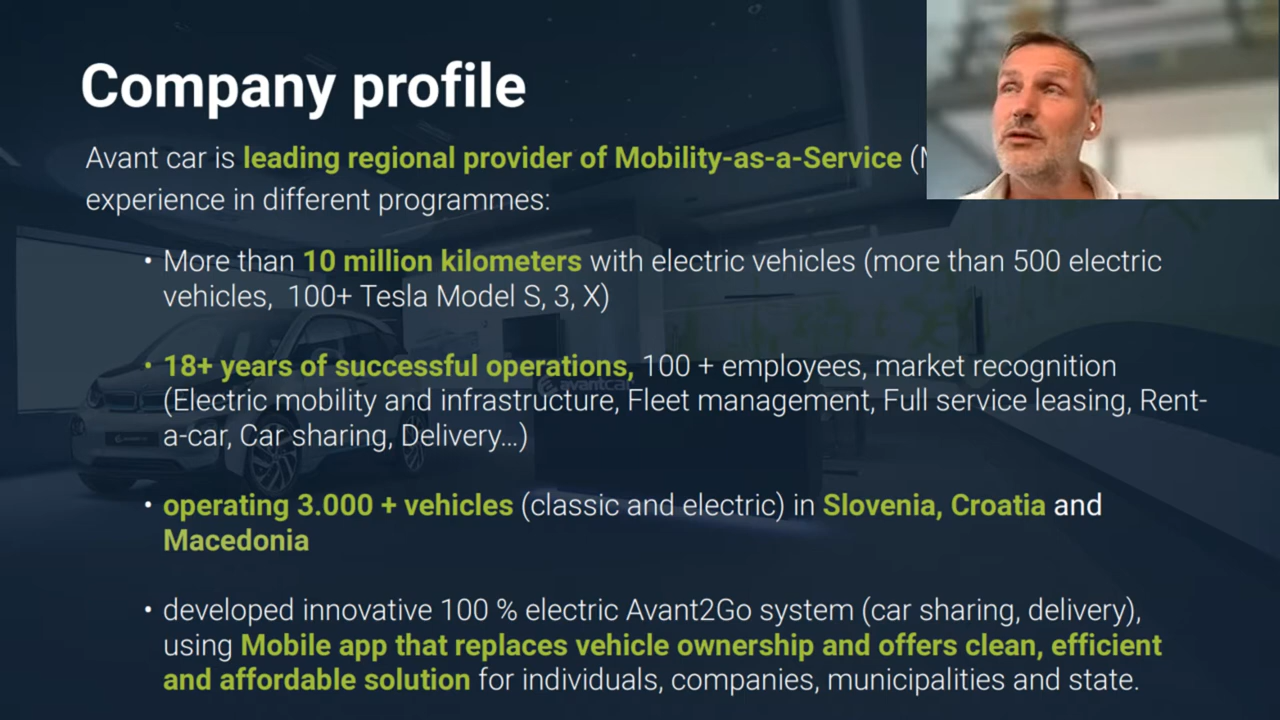 Company profile
Avant car is leading regional provider of Mobility-as-a-Service (
experience in different programmes:
• More than 10 million kilometers with electric vehicles (more than 500 electric
vehicles, 100+ Tesla Model S, 3, X)
• 18+ years of successful operations, 100 + employees, market recognition
avantcar
(Electric mobility and infrastructure, Fleet management, Full service leasing, Rent-
a-car, Car sharing, Delivery...)
• operating 3.000 + vehicles (classic and electric) in Slovenia, Croatia and
Macedonia
• developed innovative 100 % electric Avant2Go system (car sharing, delivery),
using Mobile app that replaces vehicle ownership and offers clean, efficient
and affordable solution for individuals, companies, municipalities and state.